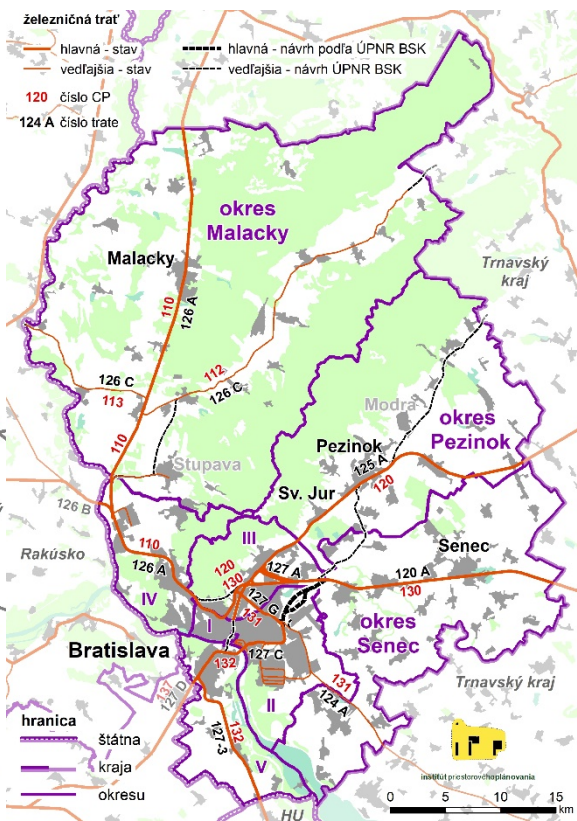 železničná trať
hlavná - stav
hlavná - návrh podľa ÚPNR BSK
vedľajšia - stav
vedľajšia - návrh ÚPNR BSK
120 číslo CP
124 A číslo trate
okres
Malacky
Malacky
Trnavský
kraj
110
126 A
112
126 C
126 C
113
110
Modra
okres
Pezinok
Pezinok
125 A
120
Stupava
Sv. Jur
126 B
Rakúsko
110
126 A
III
120
130
127 A
Senec
120 A
130
IV
I
127 G
131
okres
Senec
Bratislava
132
127 C
131
124 A
Trnavský kraj
127 D
132
127-3
II
V
hranica
štátna
kraja
okresu
inštitút priestorového plánovania
HU
0 5 10 15
km